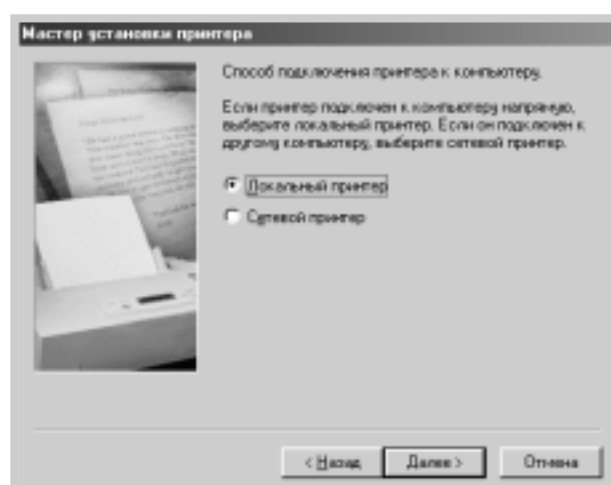 Мастер установки принтера
Способ подключения принтера к компьютеру.
Если принтер подключен к компьютеру напрямую,
выберите локальный принтер. Если он подключен к
другому компьютеру, выберите сетевой принтер.
Локальный принтер
Сетевой принтер
< Назад
Далее >
Отмена